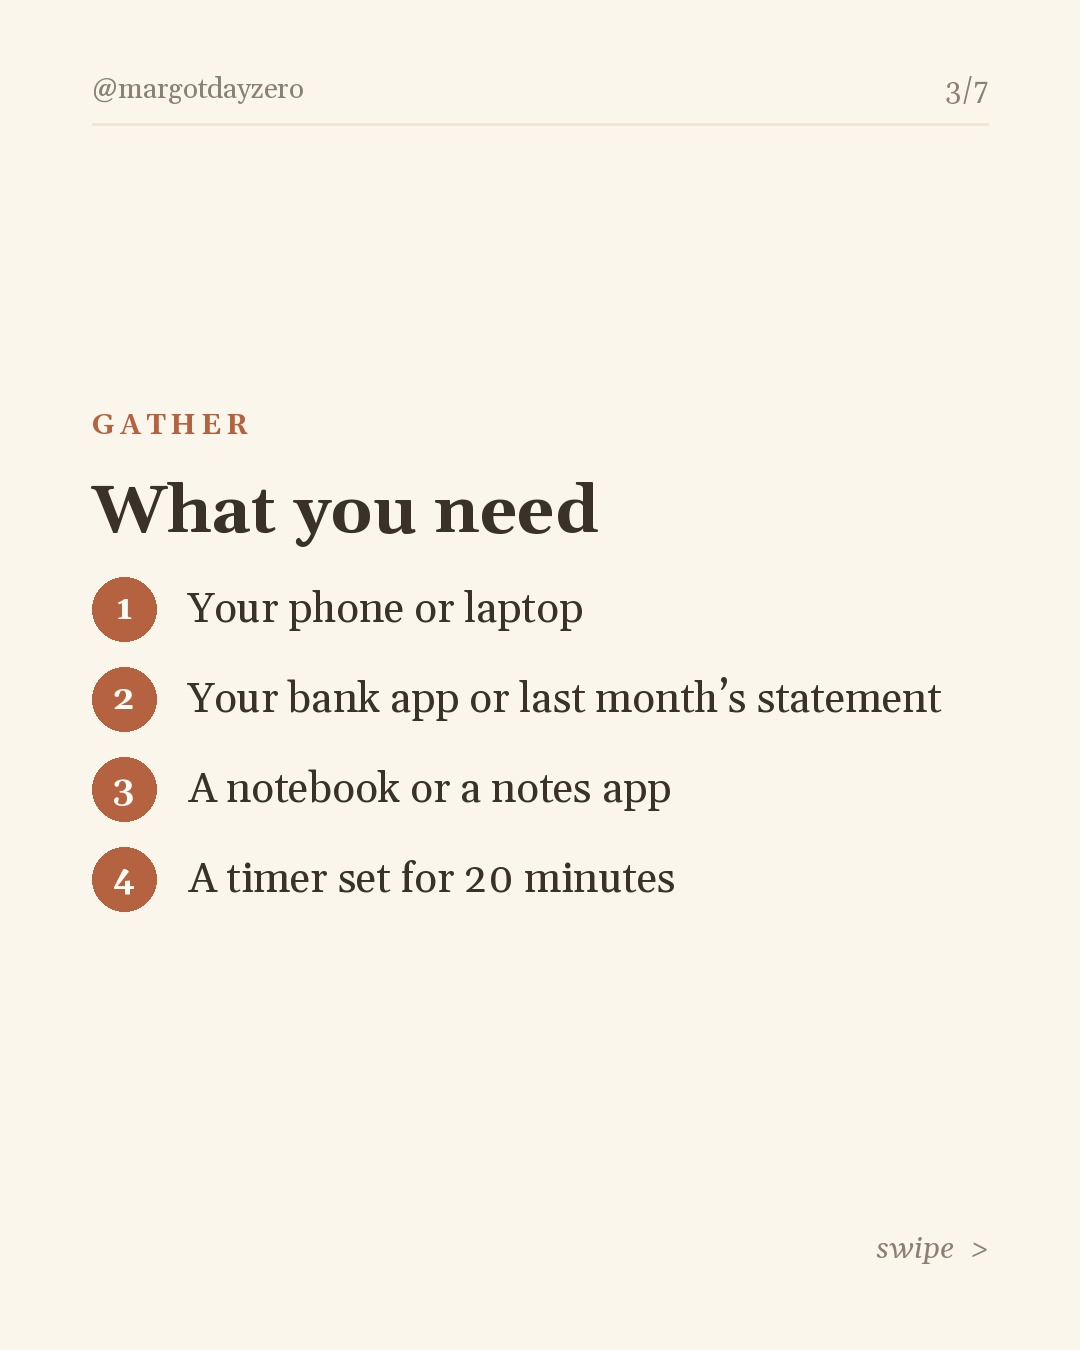 @margotdayzero
3/7
GATHER
What you need
1 Your phone or laptop
2 Your bank app or last month’s statement
3 A notebook or a notes app
4 A timer set for 20 minutes
swipe >